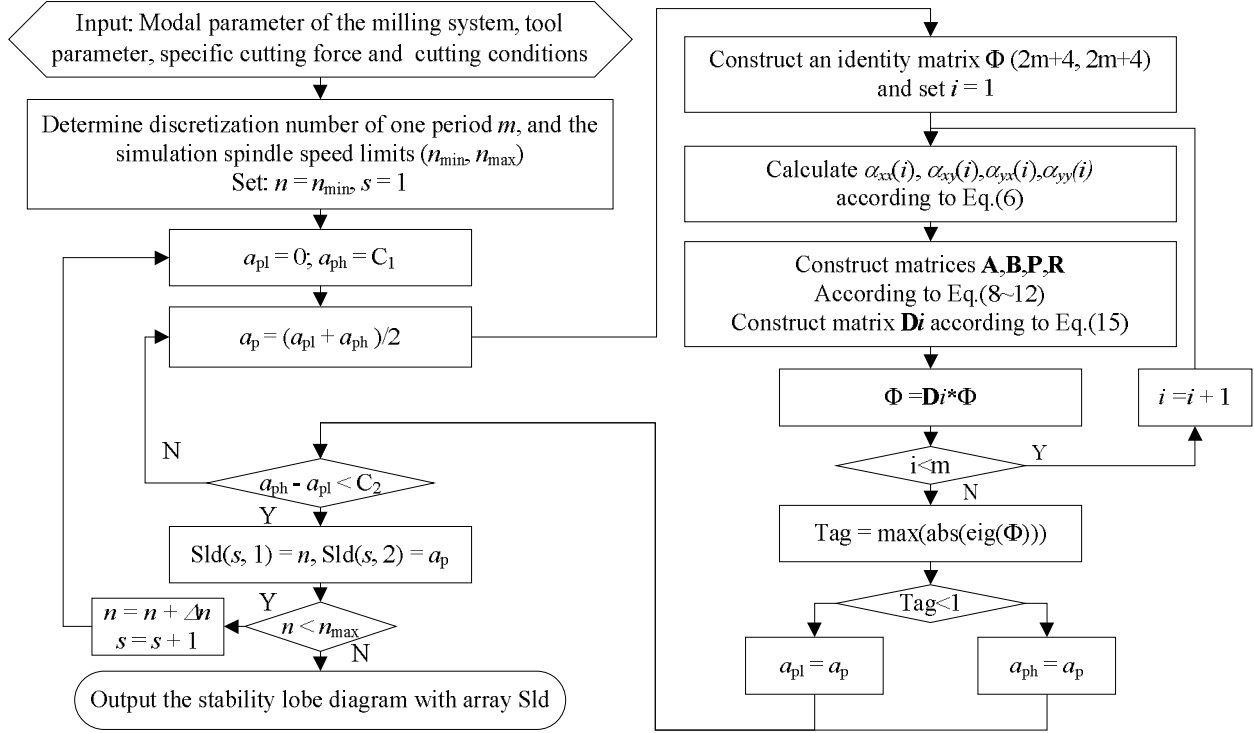 Input: Modal parameter of the milling system, tool
parameter, specific cutting force and cutting conditions
Determine discretization number of one period m, and the
simulation spindle speed limits (nmin, nmax)
Set: n = nmin, s = 1
apl = 0; aph = C1
ap = (apl + aph )/2
N
aph - apl < C2
Y
Sld(s, 1) = n, Sld(s, 2) = ap
Y
n < nmax
N
n = n + Δn
s = s + 1
Output the stability lobe diagram with array Sld
Construct an identity matrix Φ (2m+4, 2m+4)
and set i = 1
Calculate αxx(i), αxy(i),αyx(i),αyy(i)
according to Eq.(6)
Construct matrices A,B,P,R
According to Eq.(8~12)
Construct matrix Di according to Eq.(15)
Φ =Di*Φ
i =i + 1
i<m
Y
N
Tag = max(abs(eig(Φ)))
Tag<1
apl = ap
aph = ap